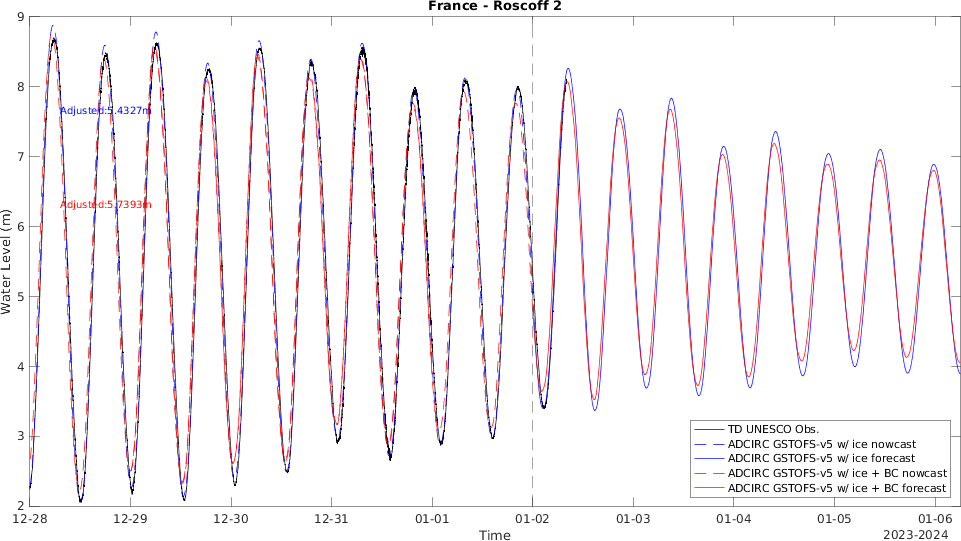 France - Roscoff 2
Water Level (m)
9
8
7
6
5
4
3
2
Adjusted:5.4327m
Adjusted:5.7393m
TD UNESCO Obs.
ADCIRC GSTOFS-v5 w/ ice nowcast
ADCIRC GSTOFS-v5 w/ ice forecast
ADCIRC GSTOFS-v5 w/ ice + BC nowcast
ADCIRC GSTOFS-v5 w/ ice + BC forecast
12-28 12-29 12-30 12-31 01-01 01-02 01-03 01-04 01-05 01-06
Time
2023-2024